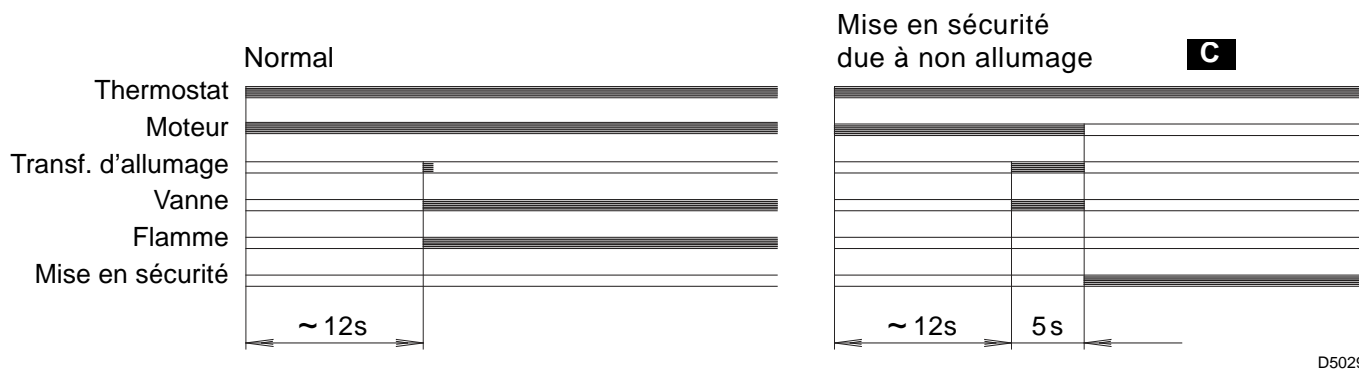 Normal
Mise en sécurité
due à non allumage
C
Thermostat
Moteur
Transf. d'allumage
Vanne
Flamme
Mise en sécurité
~ 12s
~ 12s
5 s
D5029